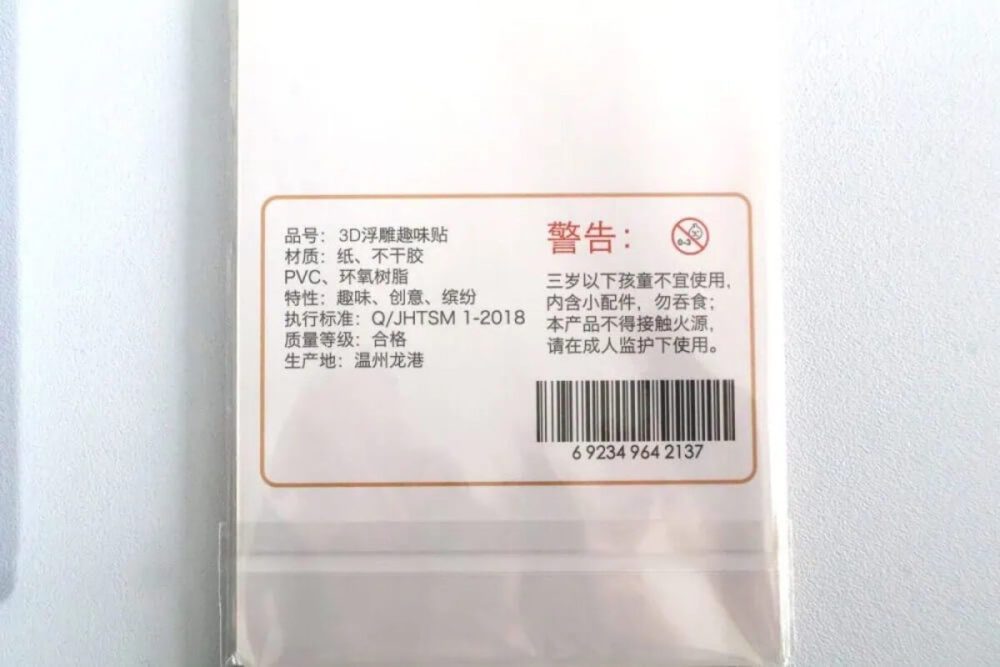 品号：3D浮雕趣味贴
材质：纸、不干胶
PVC、环氧树脂
特性：趣味、创意、缤纷
执行标准：Q/JHTSM 1-2018
质量等级：合格
生产地：温州龙港
警告：
0-3
三岁以下孩童不宜使用，
内含小配件，勿吞食；
本产品不得接触火源，
请在成人监护下使用。
6 92349 964 2137